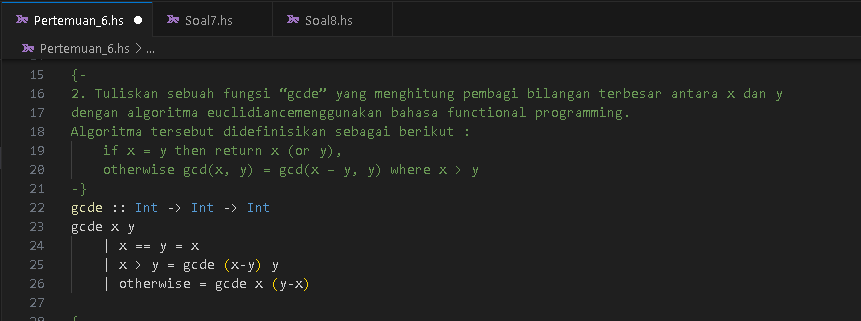 Pertemuan_6.hs ● Soal7.hs Soal8.hs
Pertemuan_6.hs > ...
15 {-
16 2. Tuliskan sebuah fungsi “gcde” yang menghitung pembagi bilangan terbesar antara x dan y
17 dengan algoritma euclidiancemenggunakan bahasa functional programming.
18 Algoritma tersebut didefinisikan sebagai berikut :
19 if x = y then return x (or y),
20 otherwise gcd(x, y) = gcd(x – y, y) where x > y
21 -}
22 gcde :: Int -> Int -> Int
23 gcde x y
24 | x == y = x
25 | x > y = gcde (x-y) y
26 | otherwise = gcde x (y-x)
27